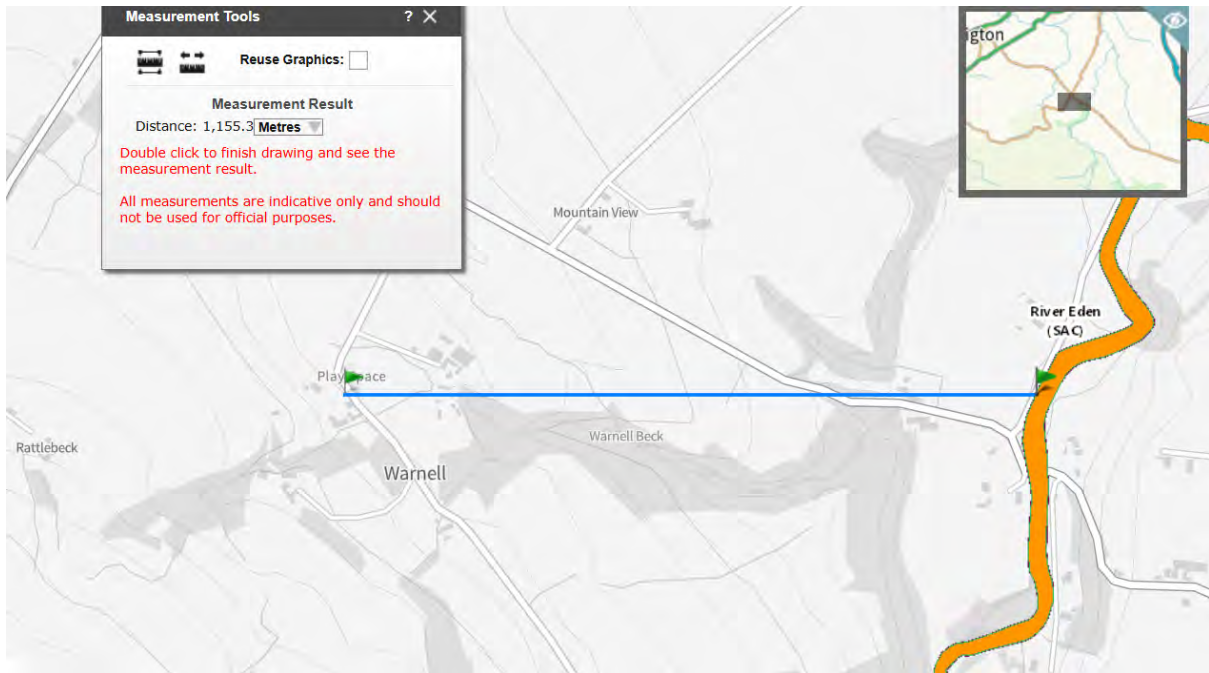 Measurement Tools
? X
Reuse Graphics:
Measurement Result
Distance: 1,155.3 Metres
Double click to finish drawing and see the
measurement result.
All measurements are indicative only and should
not be used for official purposes.
igton
Mountain View
River Eden
(SAC)
Play Space
Warnell Beck
Rattlebeck
Warnell